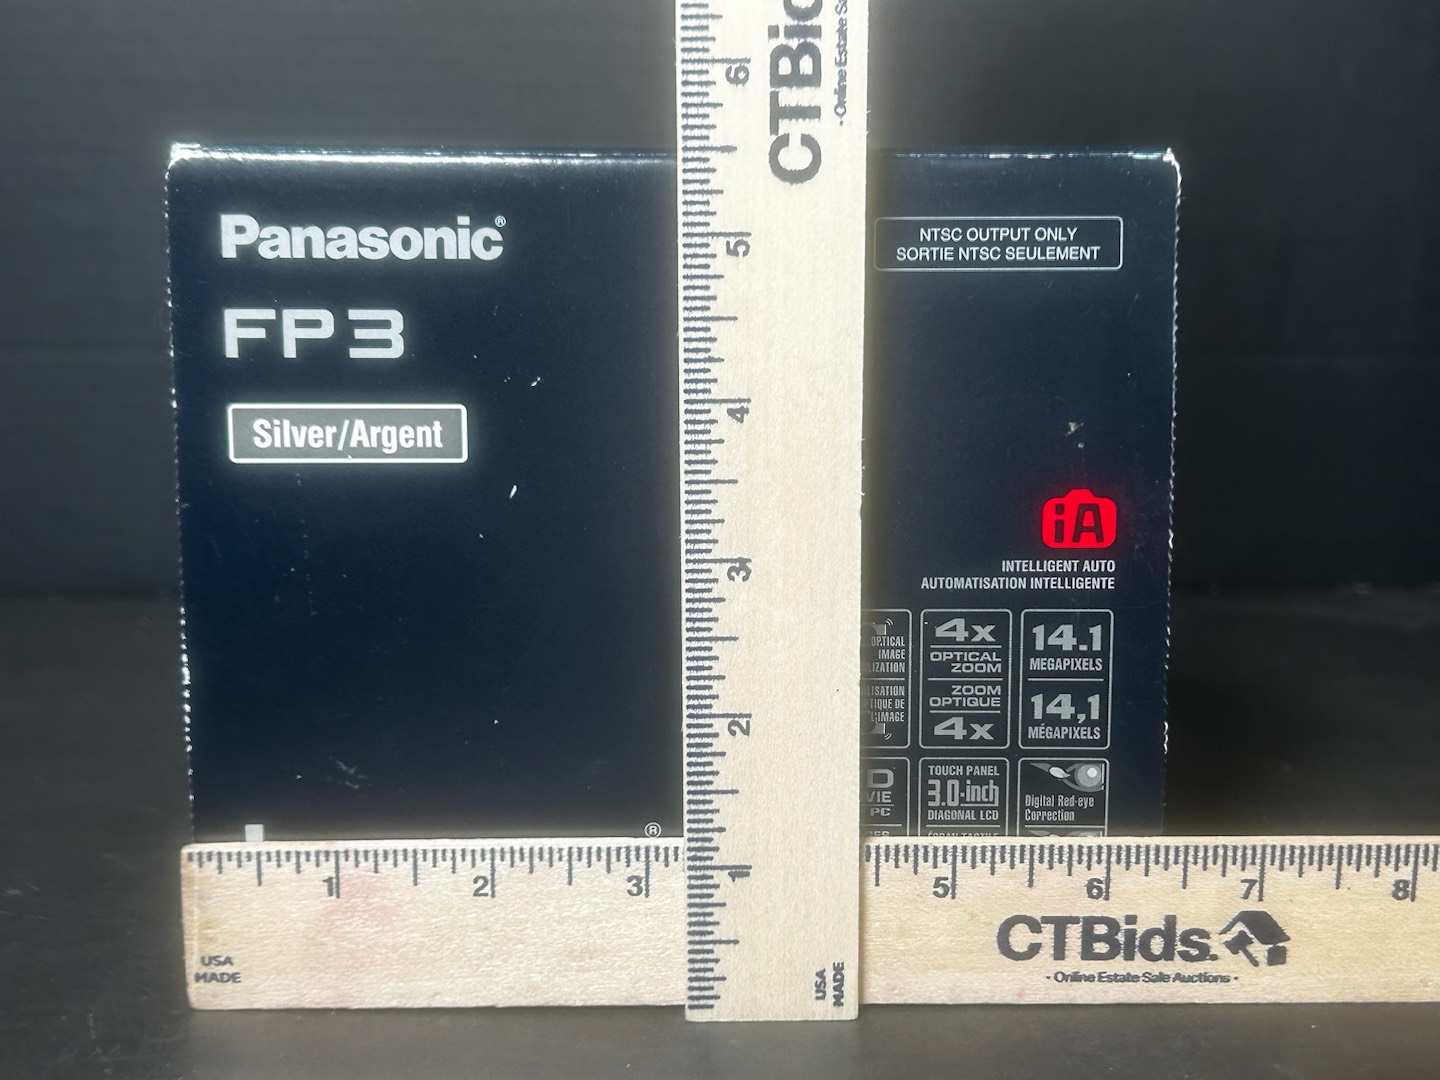 Panasonic®
FP3
Silver/Argent
NTSC OUTPUT ONLY
SORTIE NTSC SEULEMENT
iA
INTELLIGENT AUTO
AUTOMATISATION INTELLIGENTE
OPTICAL
IMAGE
4x
OPTICAL
ZOOM
ZOOM
OPTIQUE
4x
14.1
MEGAPIXELS
14,1
MÉGAPIXELS
TOUCH PANEL
3.0-inch
DIAGONAL LCD
Digital Red-eye
Correction
®
6
5
4
3
2
1
USA
MADE
CTBi
1
2
3
5
6
7
8
USA
MADE
CTBids.
- Online Estate Sale Auctions -